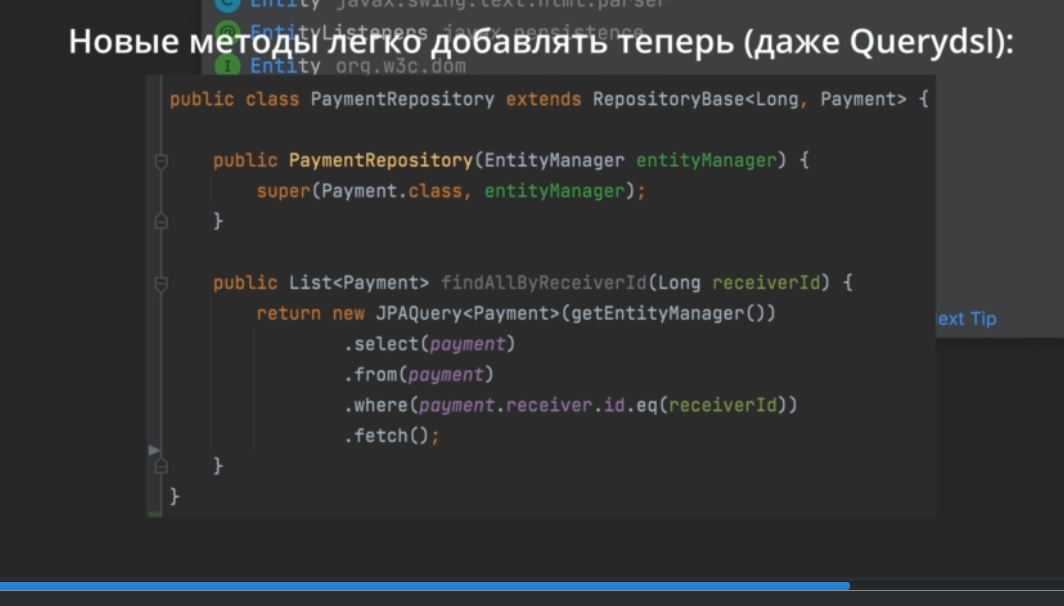 Entity javax.swing.text.html.parser
EntityListeners javax.persistence
Новые методы легко добавлять теперь (даже Querydsl):
Entity org.w3c.dom
public class PaymentRepository extends RepositoryBase<Long, Payment> {
public PaymentRepository(EntityManager entityManager) {
super(Payment.class, entityManager);
}
public List<Payment> findAllByReceiverId(Long receiverId) {
return new JPAQuery<Payment>(getEntityManager())
.select(payment)
ext Tip
.from(payment)
.where(payment.receiver.id.eq(receiverId))
.fetch();
}
}